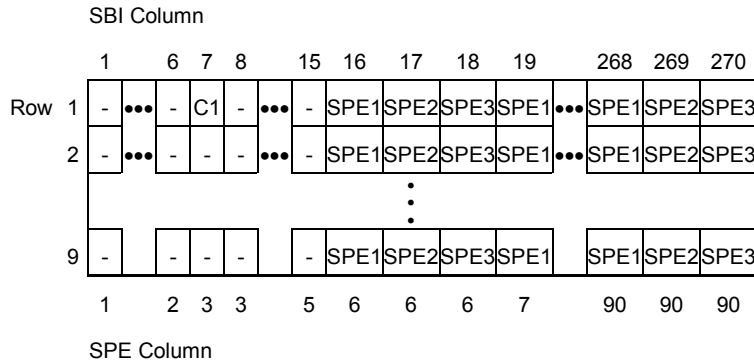 SBI Column
1 6 7 8 15 16 17 18 19 268 269 270
Row 1 - ••• - C1 - ••• - SPE1 SPE2 SPE3 SPE1 ••• SPE1 SPE2 SPE3
2 - ••• - - - ••• - SPE1 SPE2 SPE3 SPE1 ••• SPE1 SPE2 SPE3
9 - - - - - SPE1 SPE2 SPE3 SPE1 SPE1 SPE2 SPE3
1 2 3 3 5 6 6 6 7 90 90 90
SPE Column